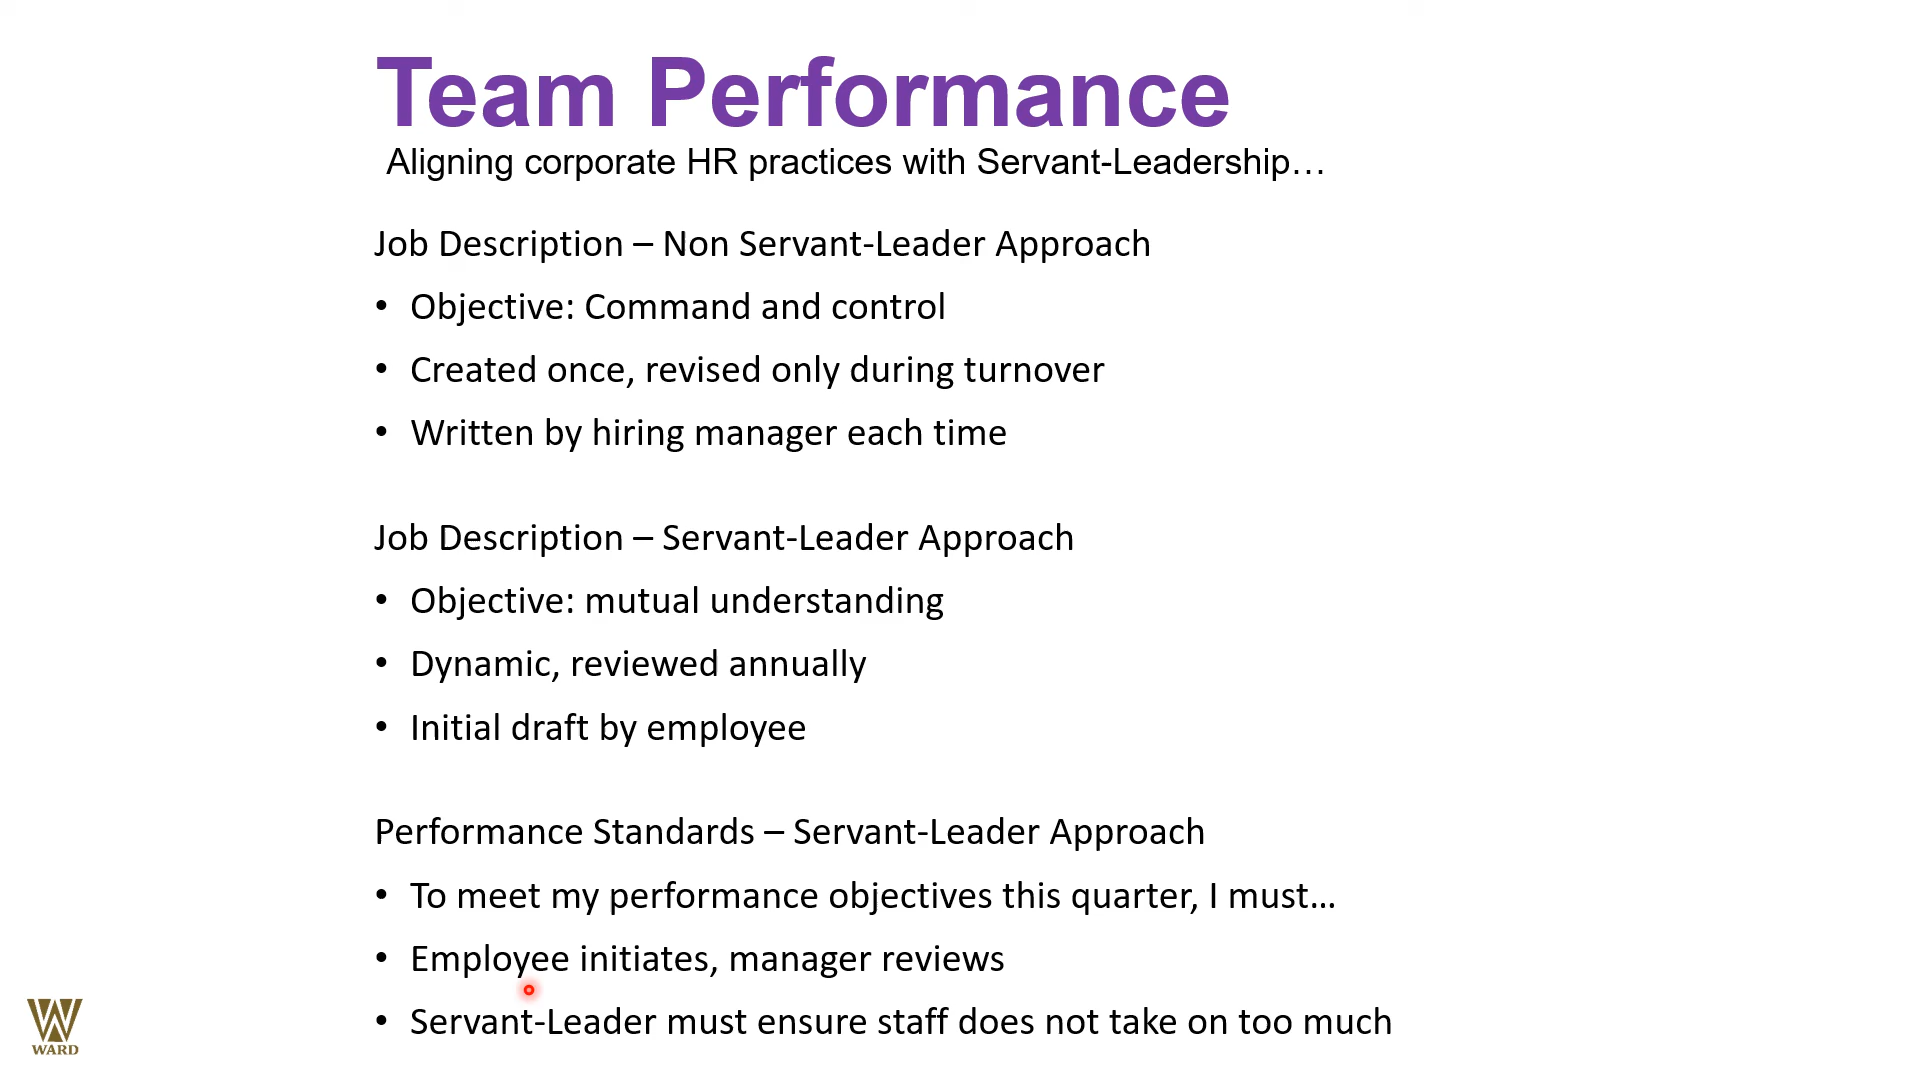 Team Performance
Aligning corporate HR practices with Servant-Leadership…
Job Description – Non Servant-Leader Approach
• Objective: Command and control
• Created once, revised only during turnover
• Written by hiring manager each time
Job Description – Servant-Leader Approach
• Objective: mutual understanding
• Dynamic, reviewed annually
• Initial draft by employee
Performance Standards – Servant-Leader Approach
• To meet my performance objectives this quarter, I must…
• Employee initiates, manager reviews
• Servant-Leader must ensure staff does not take on too much
WARD